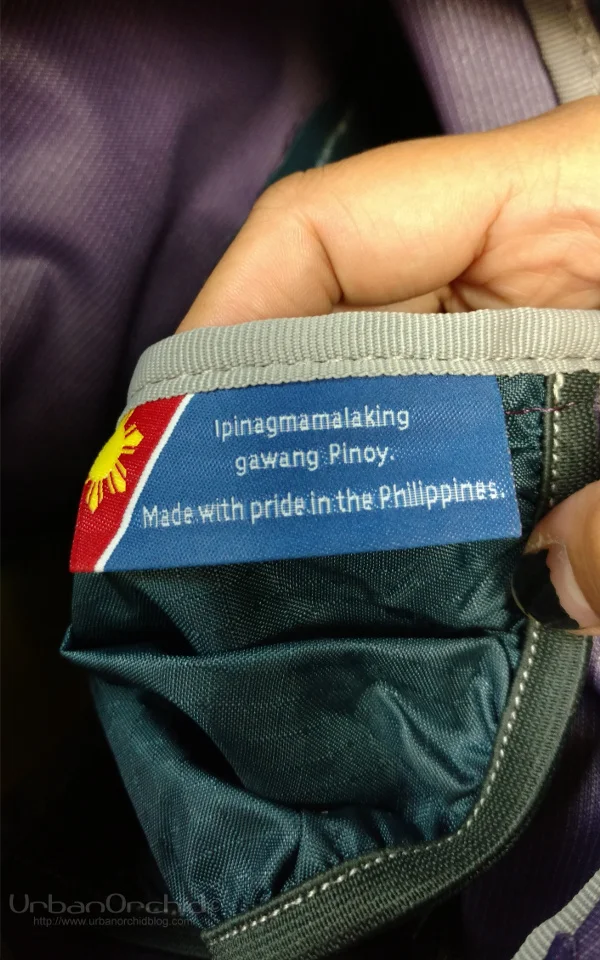 Ipinagmamalaking
gawang Pinoy.
Made with pride in the Philippines.
UrbanOrchid
http://www.urbanorchidblog.com